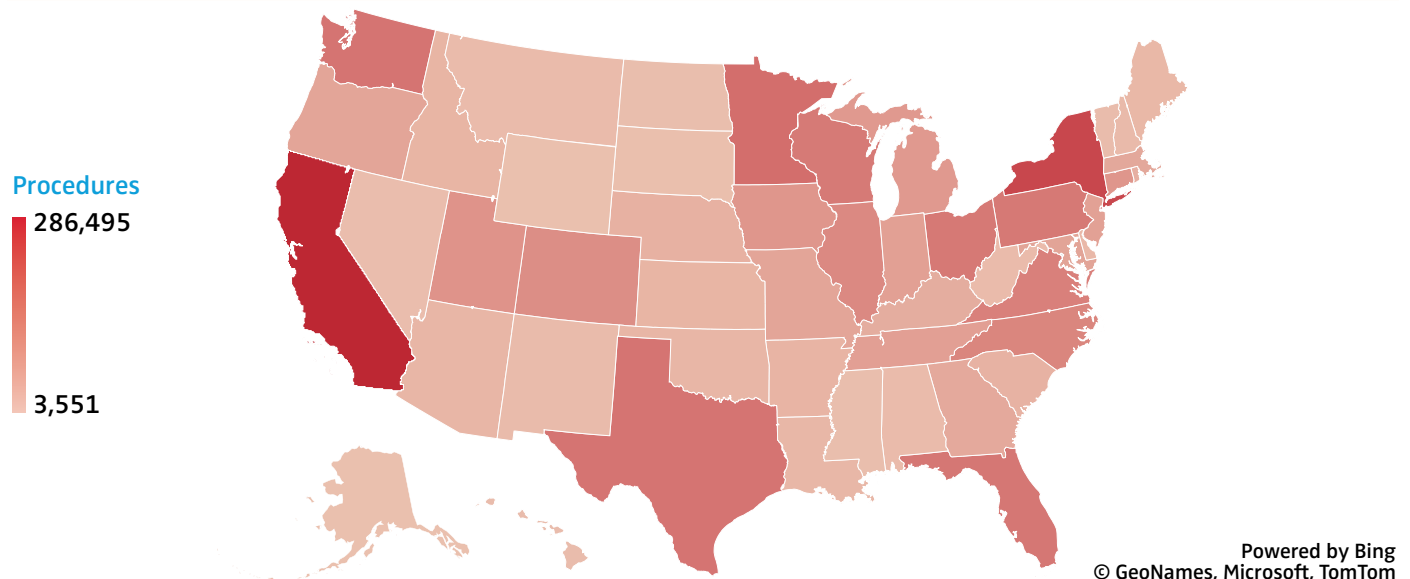 Procedures
286,495
3,551
Powered by Bing
© GeoNames, Microsoft, TomTom